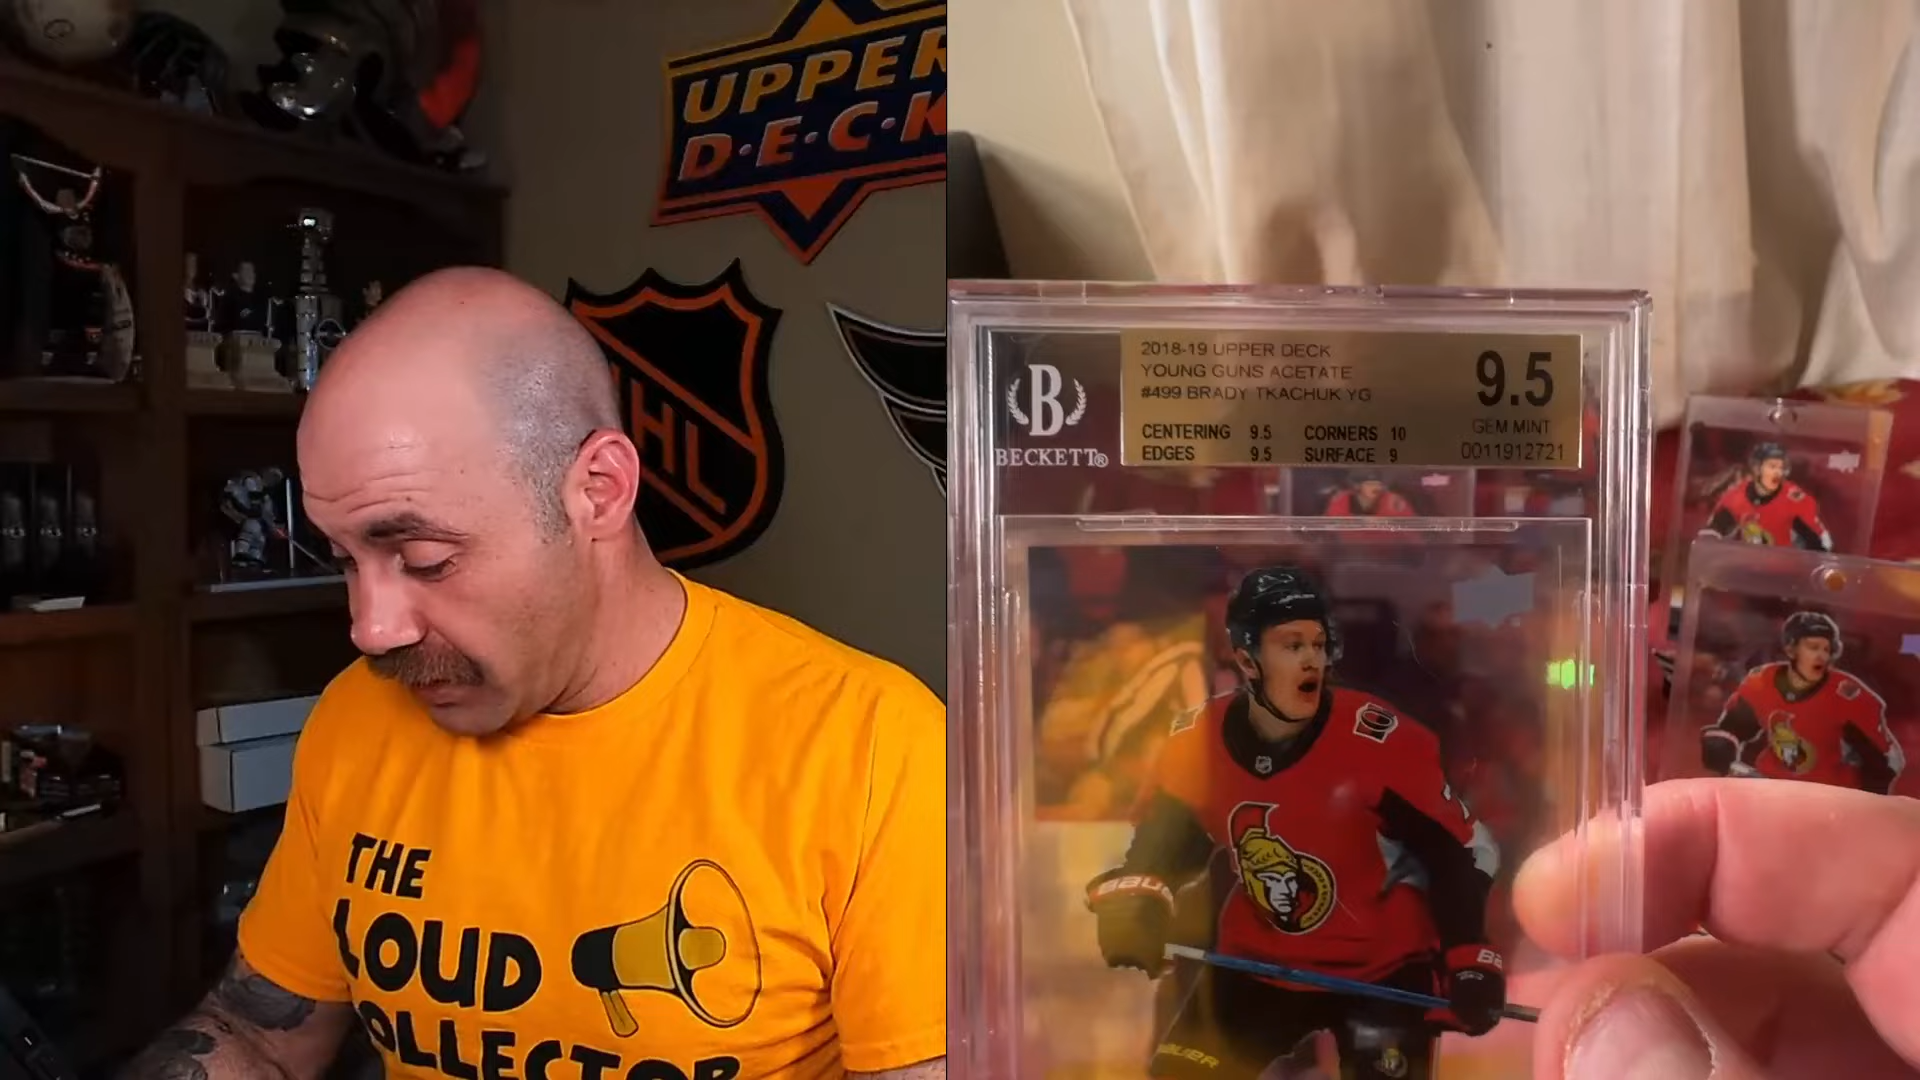 UPPER
D·E·C·K
NHL
THE
LOUD
COLLECTOR
B
BECKETT®
2018-19 UPPER DECK
YOUNG GUNS ACETATE
#499 BRADY TKACHUK YG
CENTERING 9.5 CORNERS 10
EDGES 9.5 SURFACE 9
9.5
GEM MINT
0011912721
BAUER